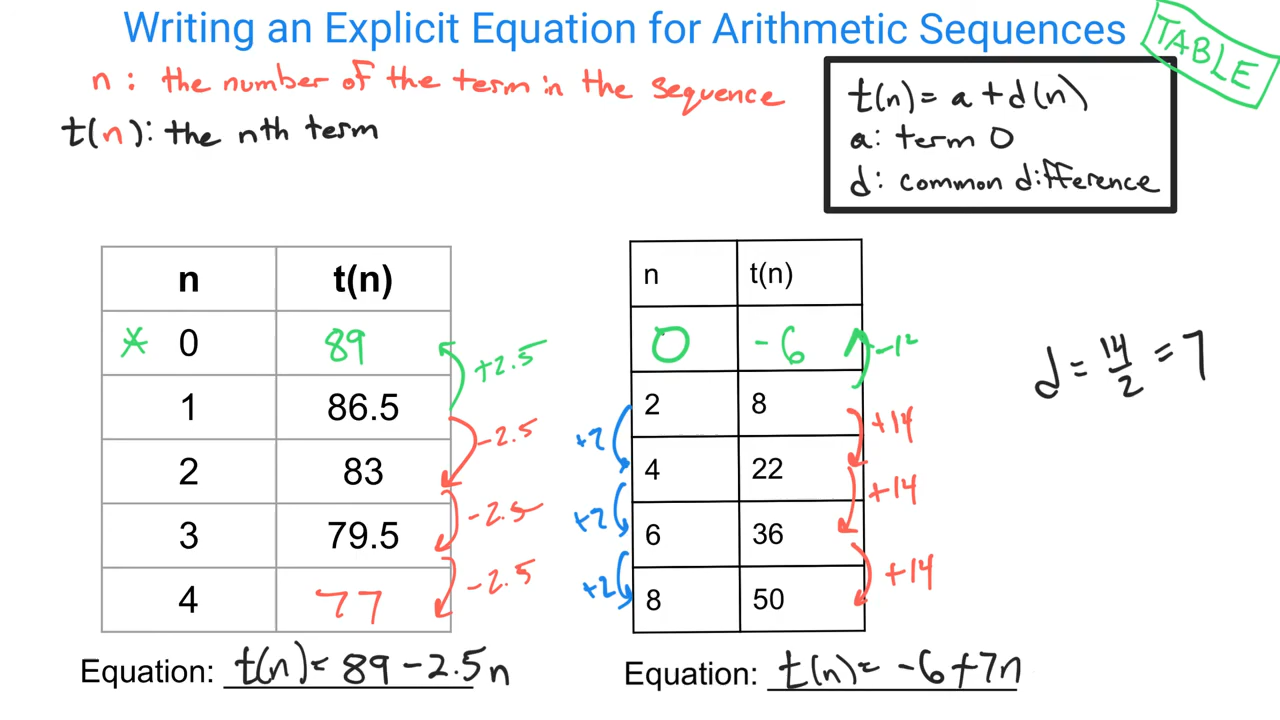 Writing an Explicit Equation for Arithmetic Sequences
TABLE
n: the number of the term in the sequence
t(n): the nth term
t(n) = a + d(n)
a: term 0
d: common difference
n t(n)
* 0 89
1 86.5
2 83
3 79.5
4 77
+2.5
-2.5
-2.5
-2.5
Equation: t(n) = 89 - 2.5n
n t(n)
0 -6
2 8
4 22
6 36
8 50
+2
+2
+2
-12
+14
+14
+14
d = 14/2 = 7
Equation: t(n) = -6 + 7n